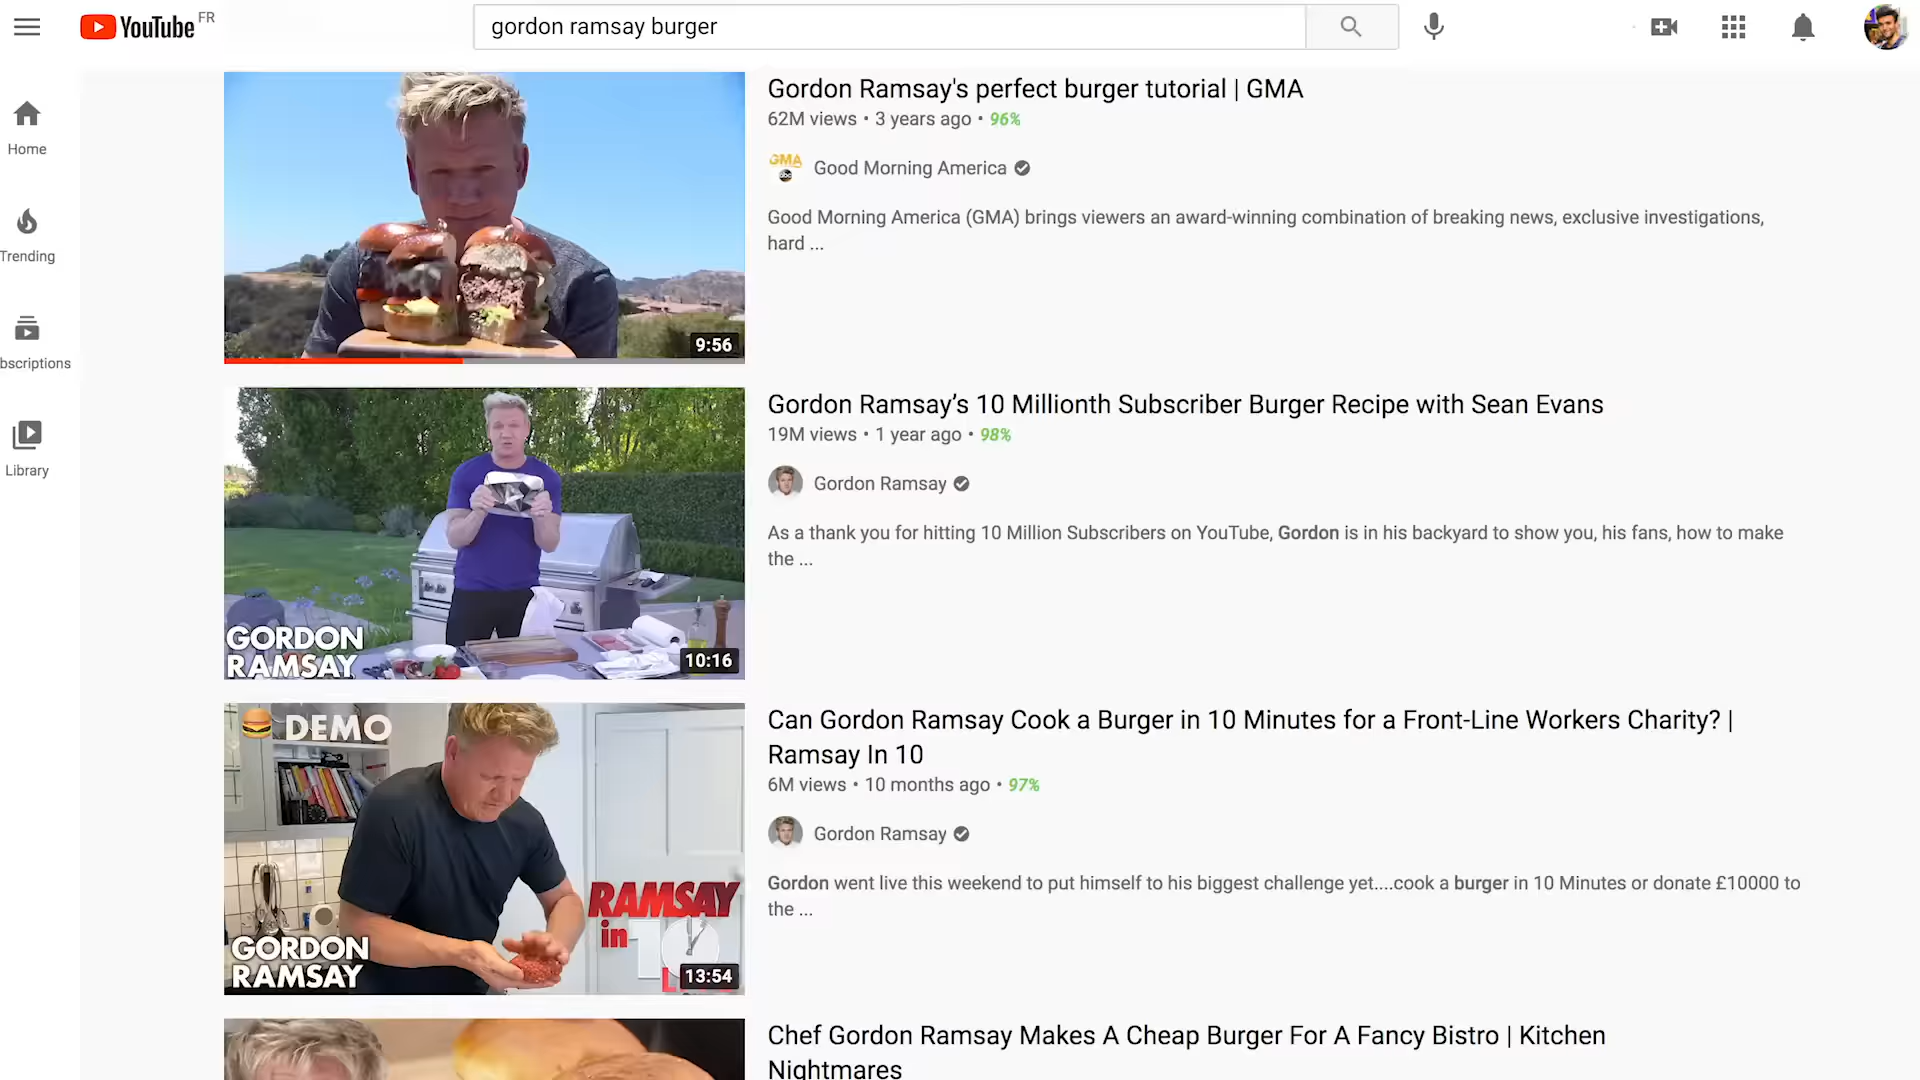 YouTube FR
gordon ramsay burger
Home
Trending
bscriptions
Library
Gordon Ramsay's perfect burger tutorial | GMA
62M views • 3 years ago • 96%
GMA
abc
Good Morning America
Good Morning America (GMA) brings viewers an award-winning combination of breaking news, exclusive investigations,
hard ...
9:56
Gordon Ramsay’s 10 Millionth Subscriber Burger Recipe with Sean Evans
19M views • 1 year ago • 98%
Gordon Ramsay
As a thank you for hitting 10 Million Subscribers on YouTube, Gordon is in his backyard to show you, his fans, how to make
the ...
GORDON
RAMSAY
10:16
DEMO
RAMSAY
in 10
GORDON
RAMSAY
13:54
Can Gordon Ramsay Cook a Burger in 10 Minutes for a Front-Line Workers Charity? |
Ramsay In 10
6M views • 10 months ago • 97%
Gordon Ramsay
Gordon went live this weekend to put himself to his biggest challenge yet....cook a burger in 10 Minutes or donate £10000 to
the ...
Chef Gordon Ramsay Makes A Cheap Burger For A Fancy Bistro | Kitchen
Nightmares